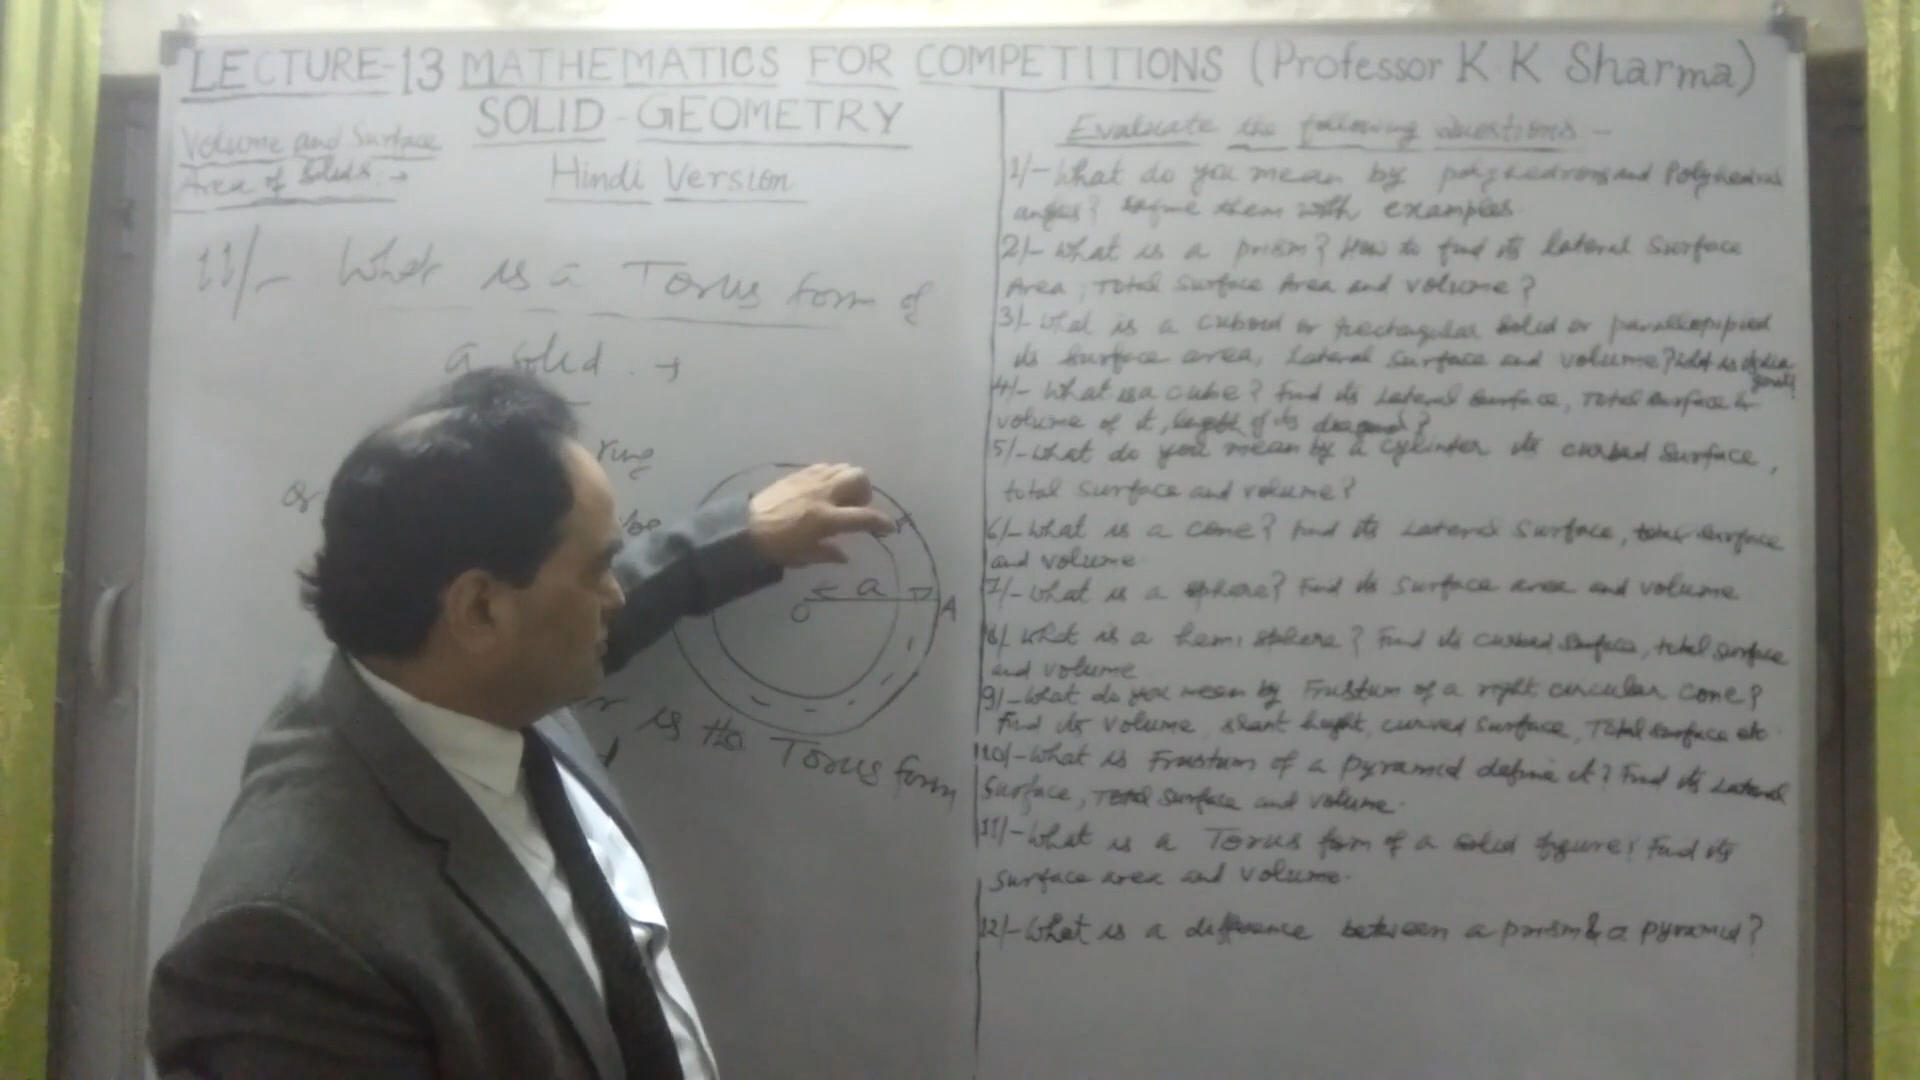 LECTURE-13 MATHEMATICS FOR COMPETITIONS (Professor K K Sharma)
SOLID-GEOMETRY
Volume and Surface
Area of Solids :→
Hindi Version
11/- What is a Torus form of
a solid . →
ring
Or
O a A
r is the Torus form
Evaluate the following questions -
1/- What do you mean by polyhedrons and Polyhedral
angles? Define them with examples.
2/- What is a prism? How to find its lateral Surface
Area, Total Surface Area and volume?
3/- What is a cuboid or rectangular solid or parallelopiped
its surface area, Lateral surface and volume? What is its diagonal?
4/- What is a cube? Find its Lateral surface, Total surface &
volume of it, length of its diagonal?
5/- What do you mean by a cylinder its curved surface,
total surface and volume?
6/- What is a cone? Find its Lateral Surface, total surface
and volume.
7/- What is a sphere? Find its surface area and volume
8/- What is a hemi sphere? Find its curved surface, total surface
and volume
9/- What do you mean by Frustum of a right circular cone?
Find its volume, slant height, curved surface, Total surface etc.
10/- What is Frustum of a pyramid define it? Find its Lateral
Surface, Total Surface and volume.
11/- What is a Torus form of a solid figure? Find its
surface area and volume.
12/- What is a difference between a prism & a pyramid?